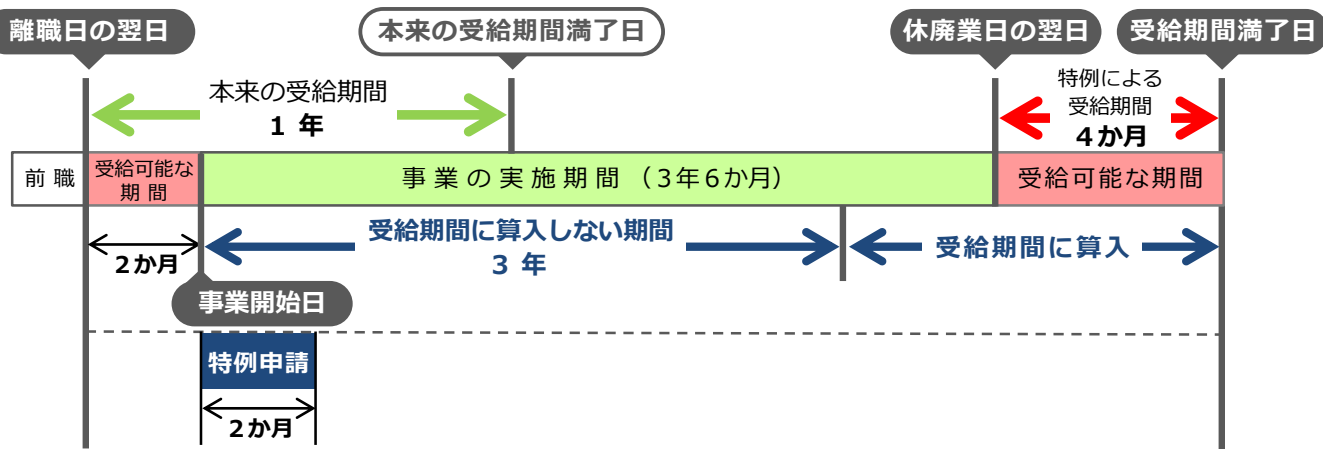 離職日の翌日
本来の受給期間満了日
休廃業日の翌日
受給期間満了日
本来の受給期間
1 年
特例による
受給期間
4か月
前 職
受給可能な
期 間
事 業 の 実 施 期 間 （3年6か月）
受給可能な期間
2か月
受給期間に算入しない期間
3 年
受給期間に算入
事業開始日
特例申請
2か月